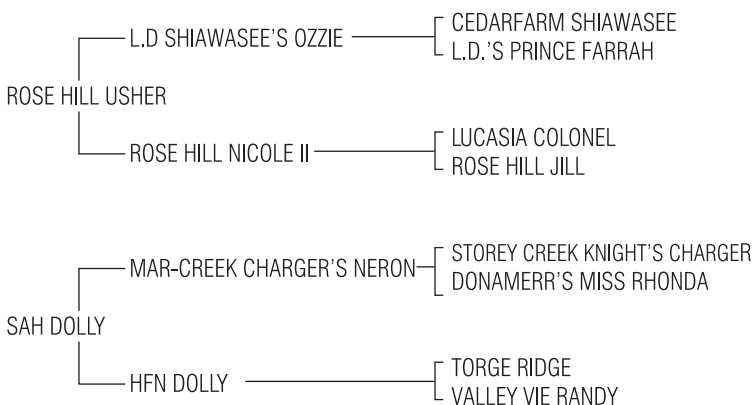 CEDARFARM SHIAWASEE
L.D SHIAWASEE'S OZZIE
L.D.'S PRINCE FARRAH
ROSE HILL USHER
LUCASIA COLONEL
ROSE HILL NICOLE II
ROSE HILL JILL
STOREY CREEK KNIGHT'S CHARGER
MAR-CREEK CHARGER'S NERON
DONAMERR'S MISS RHONDA
SAH DOLLY
TORGE RIDGE
HFN DOLLY
VALLEY VIE RANDY